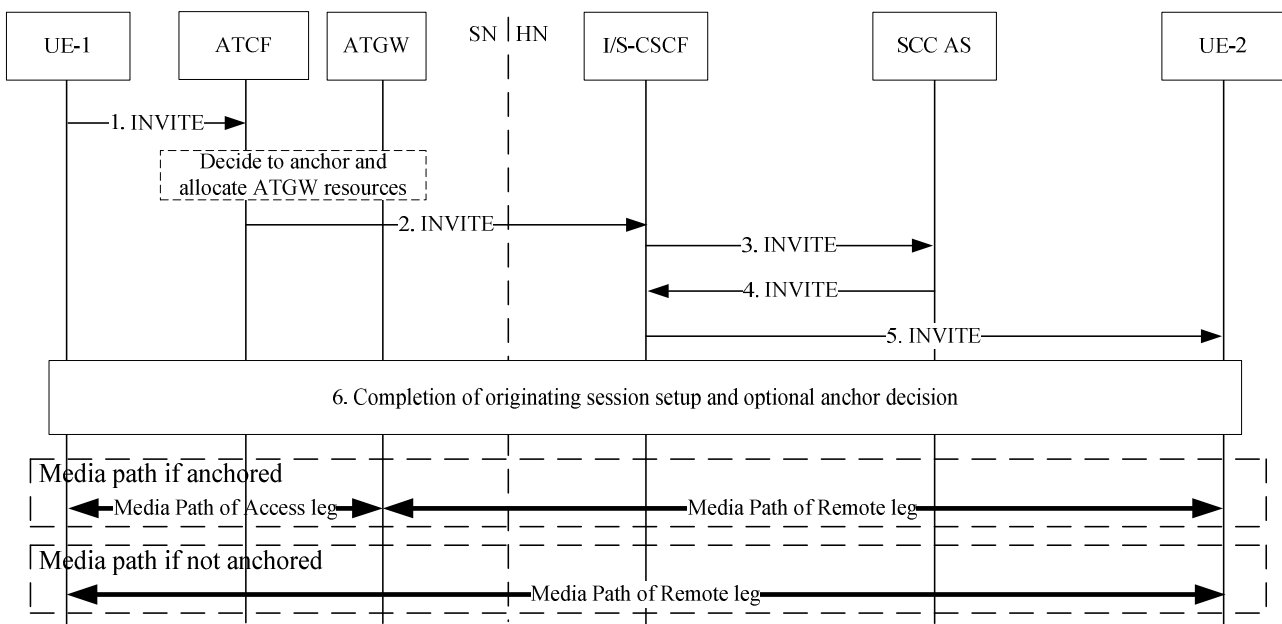 UE-1
ATCF
ATGW
SN
HN
I/S-CSCF
SCC AS
UE-2
1. INVITE
Decide to anchor and
allocate ATGW resources
2. INVITE
3. INVITE
4. INVITE
5. INVITE
6. Completion of originating session setup and optional anchor decision
Media path if anchored
Media Path of Access leg
Media Path of Remote leg
Media path if not anchored
Media Path of Remote leg